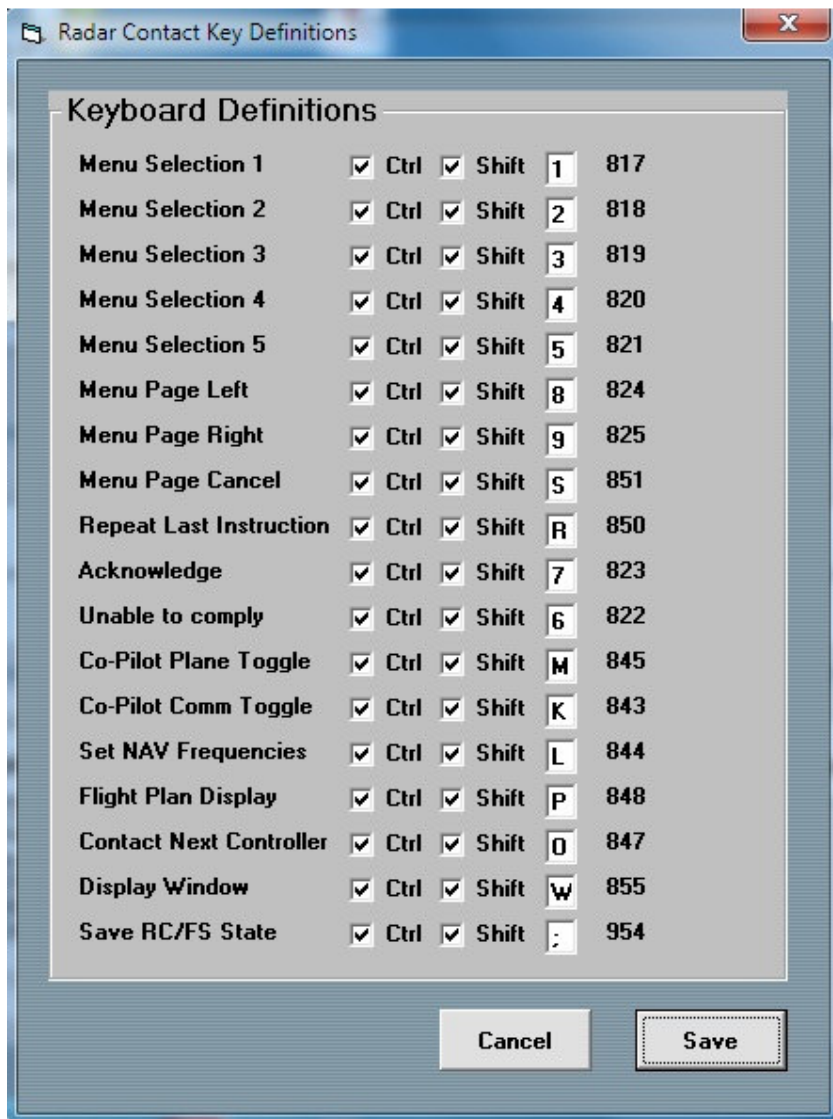 Radar Contact Key Definitions
Keyboard Definitions
Menu Selection 1 Ctrl Shift 1 817
Menu Selection 2 Ctrl Shift 2 818
Menu Selection 3 Ctrl Shift 3 819
Menu Selection 4 Ctrl Shift 4 820
Menu Selection 5 Ctrl Shift 5 821
Menu Page Left Ctrl Shift 8 824
Menu Page Right Ctrl Shift 9 825
Menu Page Cancel Ctrl Shift S 851
Repeat Last Instruction Ctrl Shift R 850
Acknowledge Ctrl Shift 7 823
Unable to comply Ctrl Shift 6 822
Co-Pilot Plane Toggle Ctrl Shift M 845
Co-Pilot Comm Toggle Ctrl Shift K 843
Set NAV Frequencies Ctrl Shift L 844
Flight Plan Display Ctrl Shift P 848
Contact Next Controller Ctrl Shift O 847
Display Window Ctrl Shift W 855
Save RC/FS State Ctrl Shift ; 954
Cancel Save